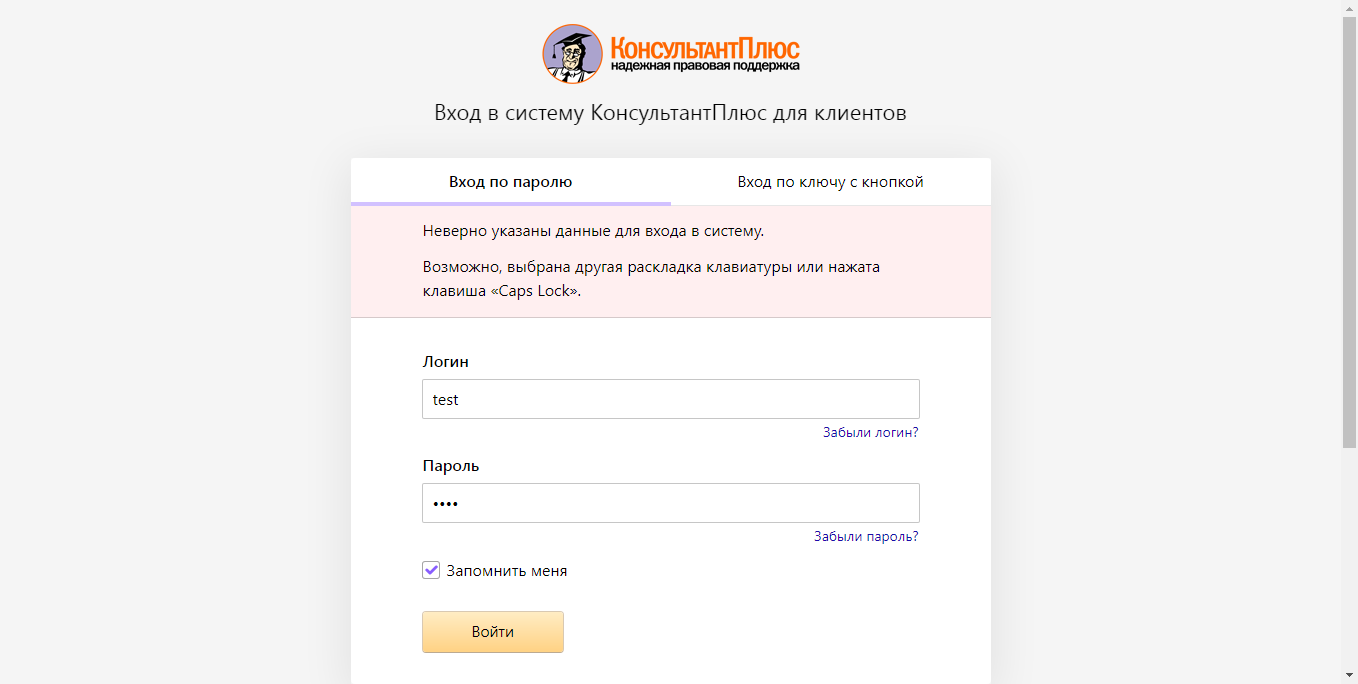 КонсультантПлюс
надежная правовая поддержка
Вход в систему КонсультантПлюс для клиентов
Вход по паролю
Вход по ключу с кнопкой
Неверно указаны данные для входа в систему.
Возможно, выбрана другая раскладка клавиатуры или нажата
клавиша «Caps Lock».
Логин
test
Забыли логин?
Пароль
••••
Забыли пароль?
Запомнить меня
Войти